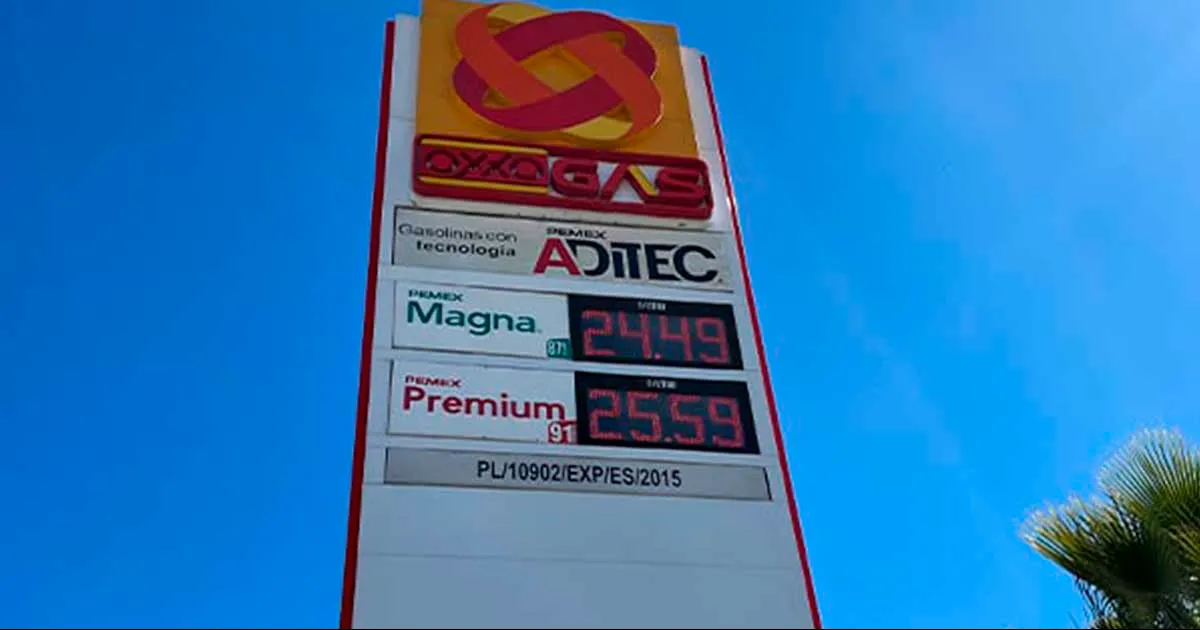 OXXO GAS
Gasolinas con
tecnología
PEMEX
ADiTEC
PEMEX
Magna
87
24.49
PEMEX
Premium
91
25.59
PL/10902/EXP/ES/2015